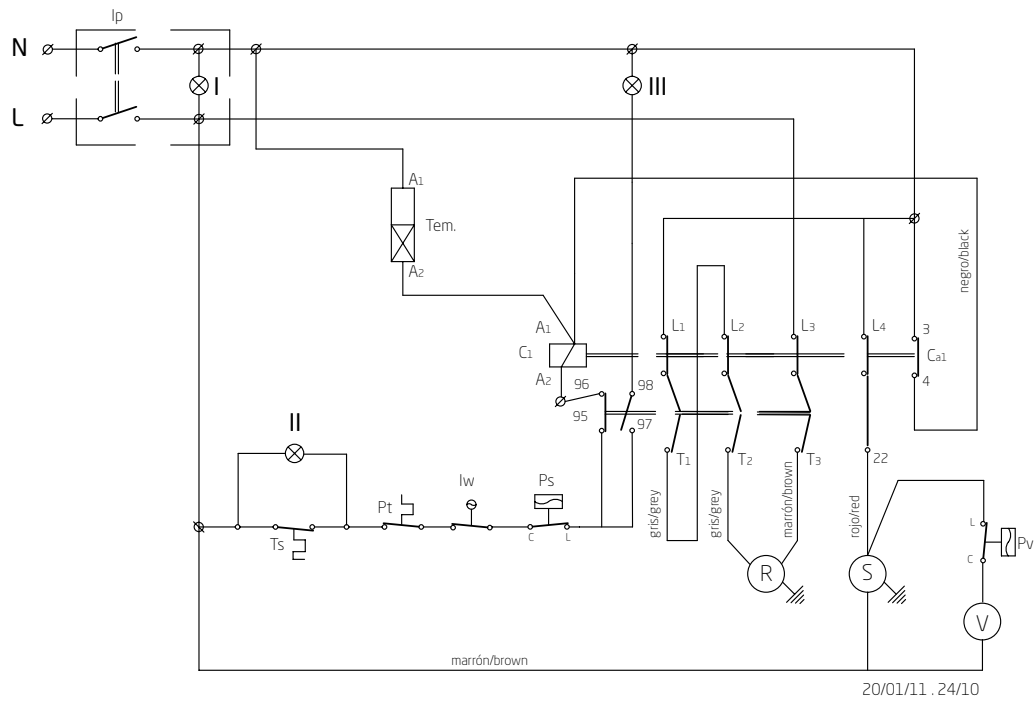 Ip
N
I
III
L
A1
Tem.
A2
negro/black
A1
L1
L2
L3
L4
3
C1
Ca1
A2
96
98
4
95
97
II
T1
T2
T3
22
Pt
Iw
Ps
gris/grey
gris/grey
marrón/brown
rojo/red
Ts
C
L
L
Pv
C
R
S
V
marrón/brown
20/01/11 . 24/10